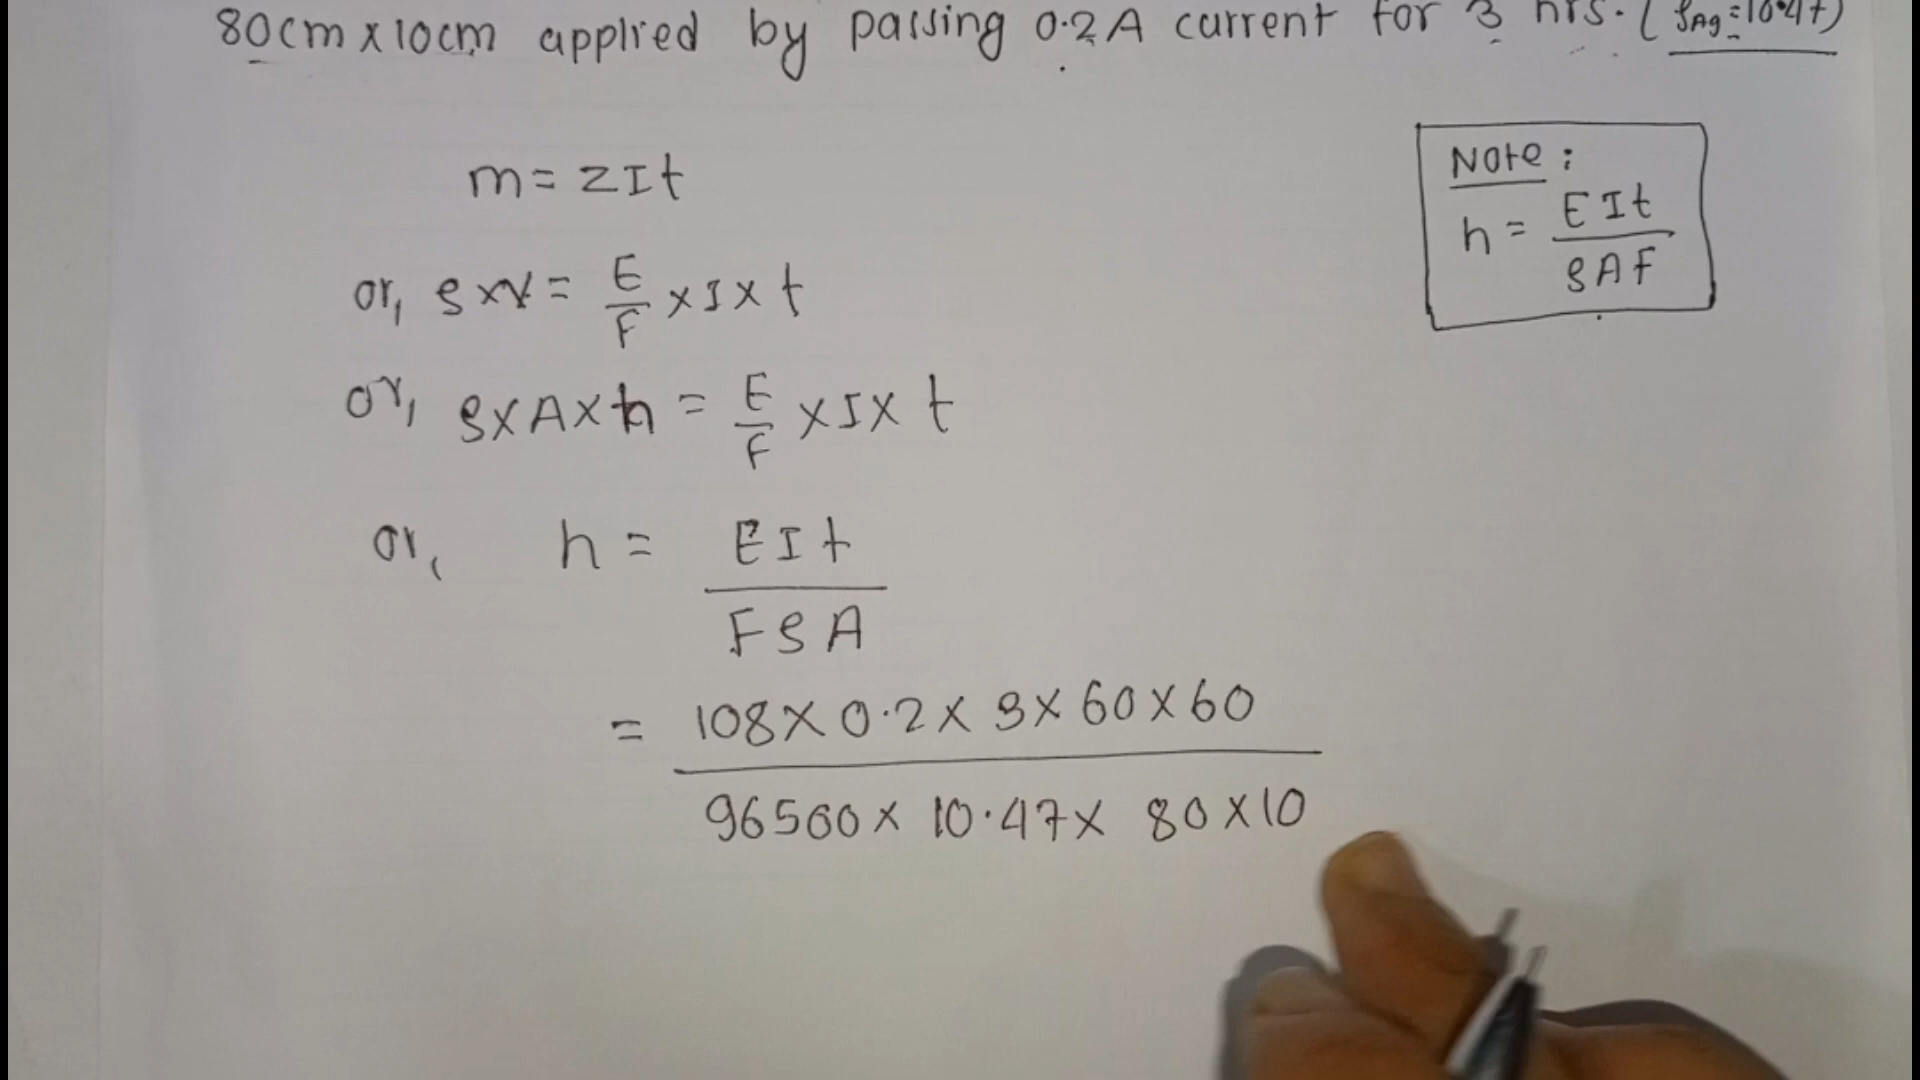 80cm x 10cm applied by passing 0.2A current for 3 hrs. (ρAg = 10.47)
m = ZIt
or, ρ x V = E/F x I x t
or, ρ x A x h = E/F x I x t
or, h = EIt / FρA
= 108 x 0.2 x 3 x 60 x 60 / 96500 x 10.47 x 80 x 10
Note :
h = EIt / ρAF